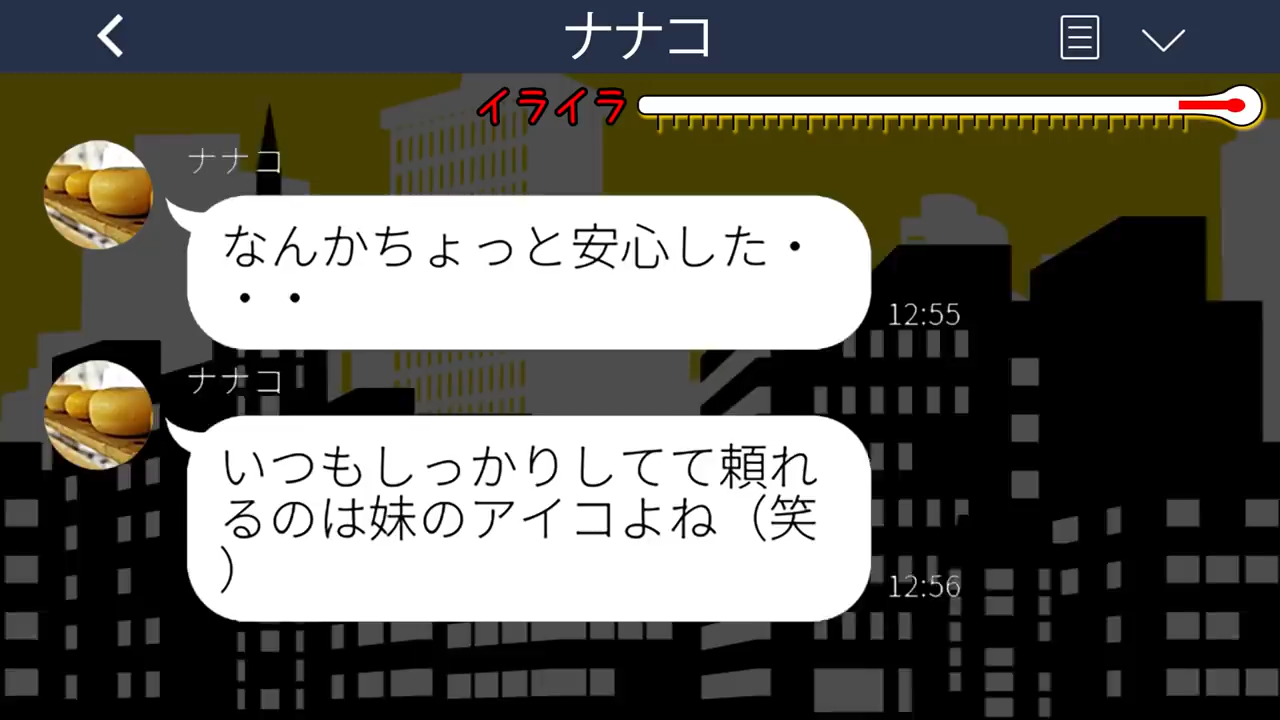 ナナコ
イライラ
ナナコ
なんかちょっと安心した・
・・
12:55
ナナコ
いつもしっかりしてて頼れ
るのは妹のアイコよね（笑
）
12:56